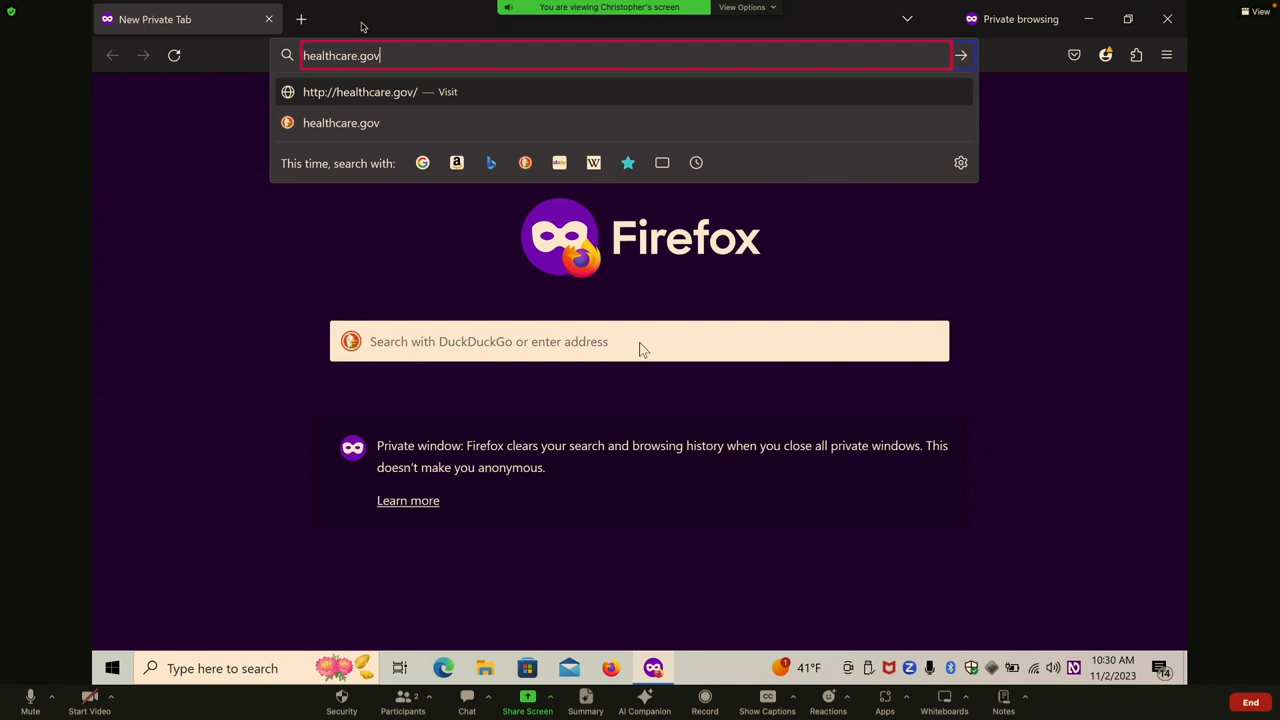 You are viewing Christopher's screen
View Options
View
New Private Tab
Private browsing
healthcare.gov
http://healthcare.gov/ — Visit
healthcare.gov
This time, search with:
Firefox
Search with DuckDuckGo or enter address
Private window: Firefox clears your search and browsing history when you close all private windows. This
doesn't make you anonymous.
Learn more
Type here to search
1
41°F
10:30 AM
11/2/2023
14
2
Mute
Start Video
Security
Participants
Chat
Share Screen
Summary
AI Companion
Record
Show Captions
Reactions
Apps
Whiteboards
Notes
End